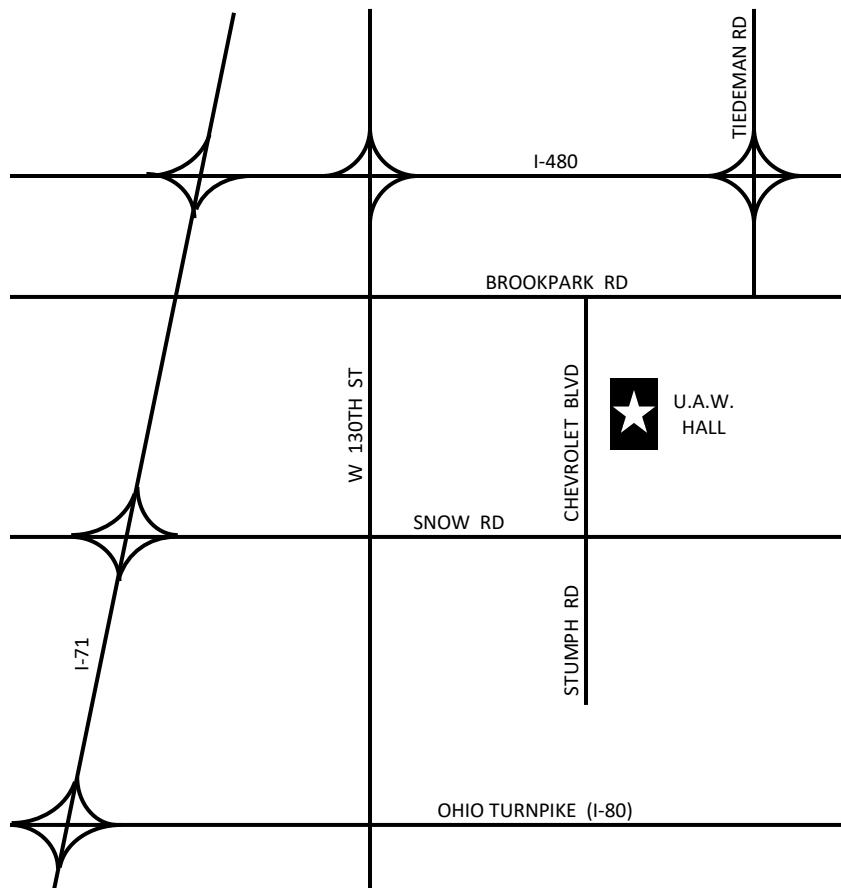 TIEDEMAN RD
I-480
BROOKPARK RD
W 130TH ST
CHEVROLET BLVD
U.A.W.
HALL
SNOW RD
I-71
STUMPH RD
OHIO TURNPIKE (I-80)